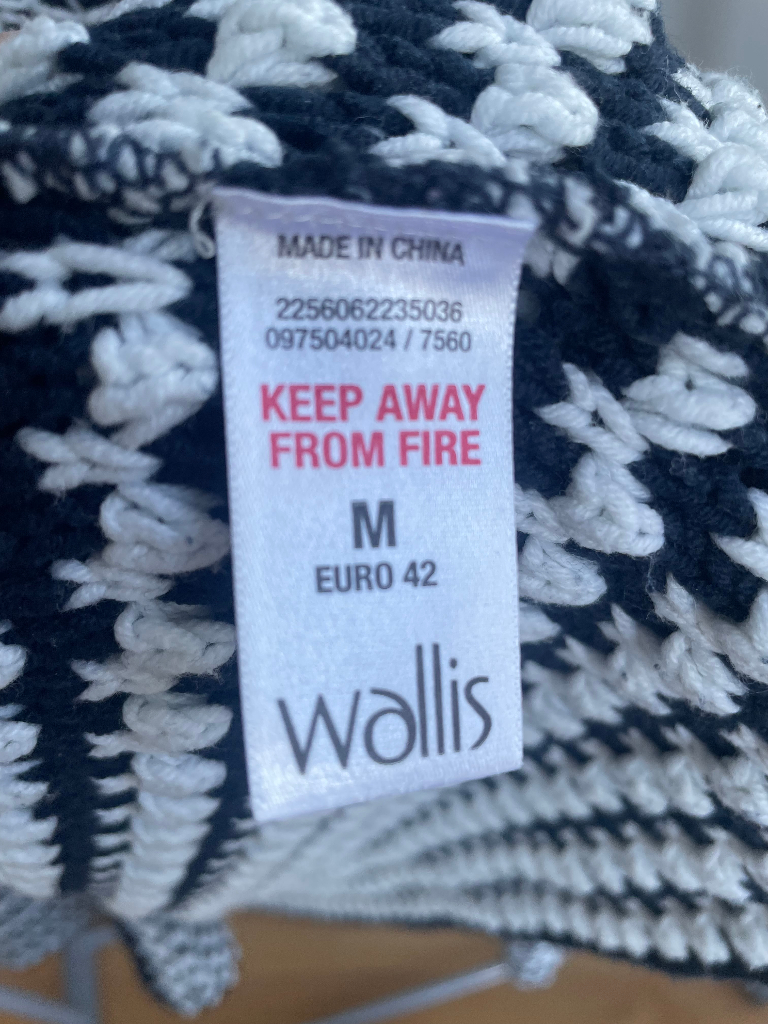 MADE IN CHINA
2256062235036
097504024 / 7560
KEEP AWAY
FROM FIRE
M
EURO 42
wallis